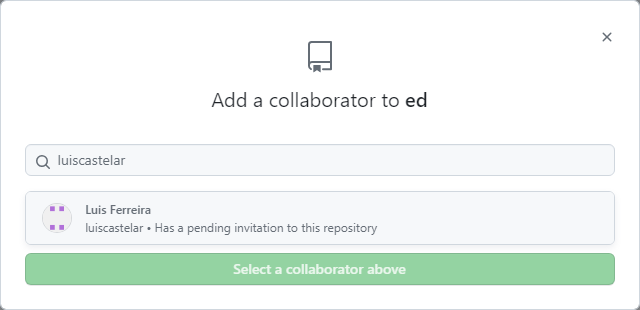 Add a collaborator to ed
luiscastelar
Luis Ferreira
luiscastelar • Has a pending invitation to this repository
Select a collaborator above